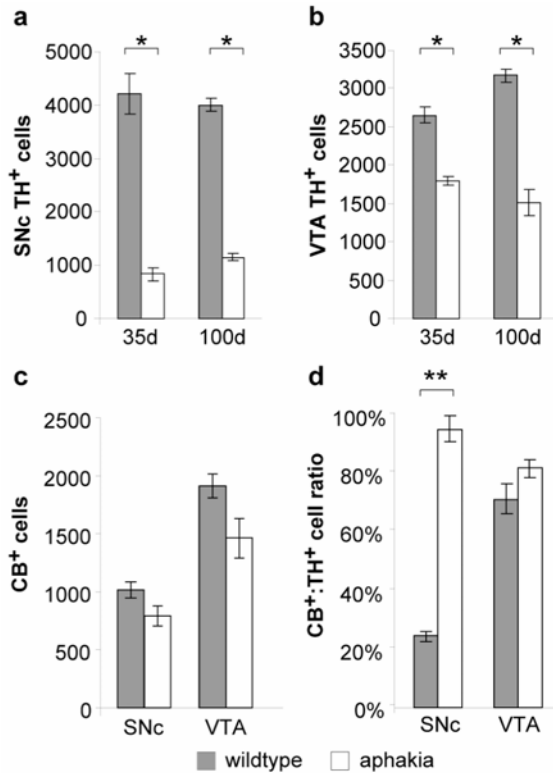 a
*
*
5000
4000
3000
2000
1000
0
SNc TH+ cells
35d
100d
b
*
*
3500
3000
2500
2000
1500
1000
500
0
VTA TH+ cells
35d
100d
c
2500
2000
1500
1000
500
0
CB+ cells
SNc
VTA
d
**
100%
80%
60%
40%
20%
0%
CB+:TH+ cell ratio
SNc
VTA
wildtype
aphakia